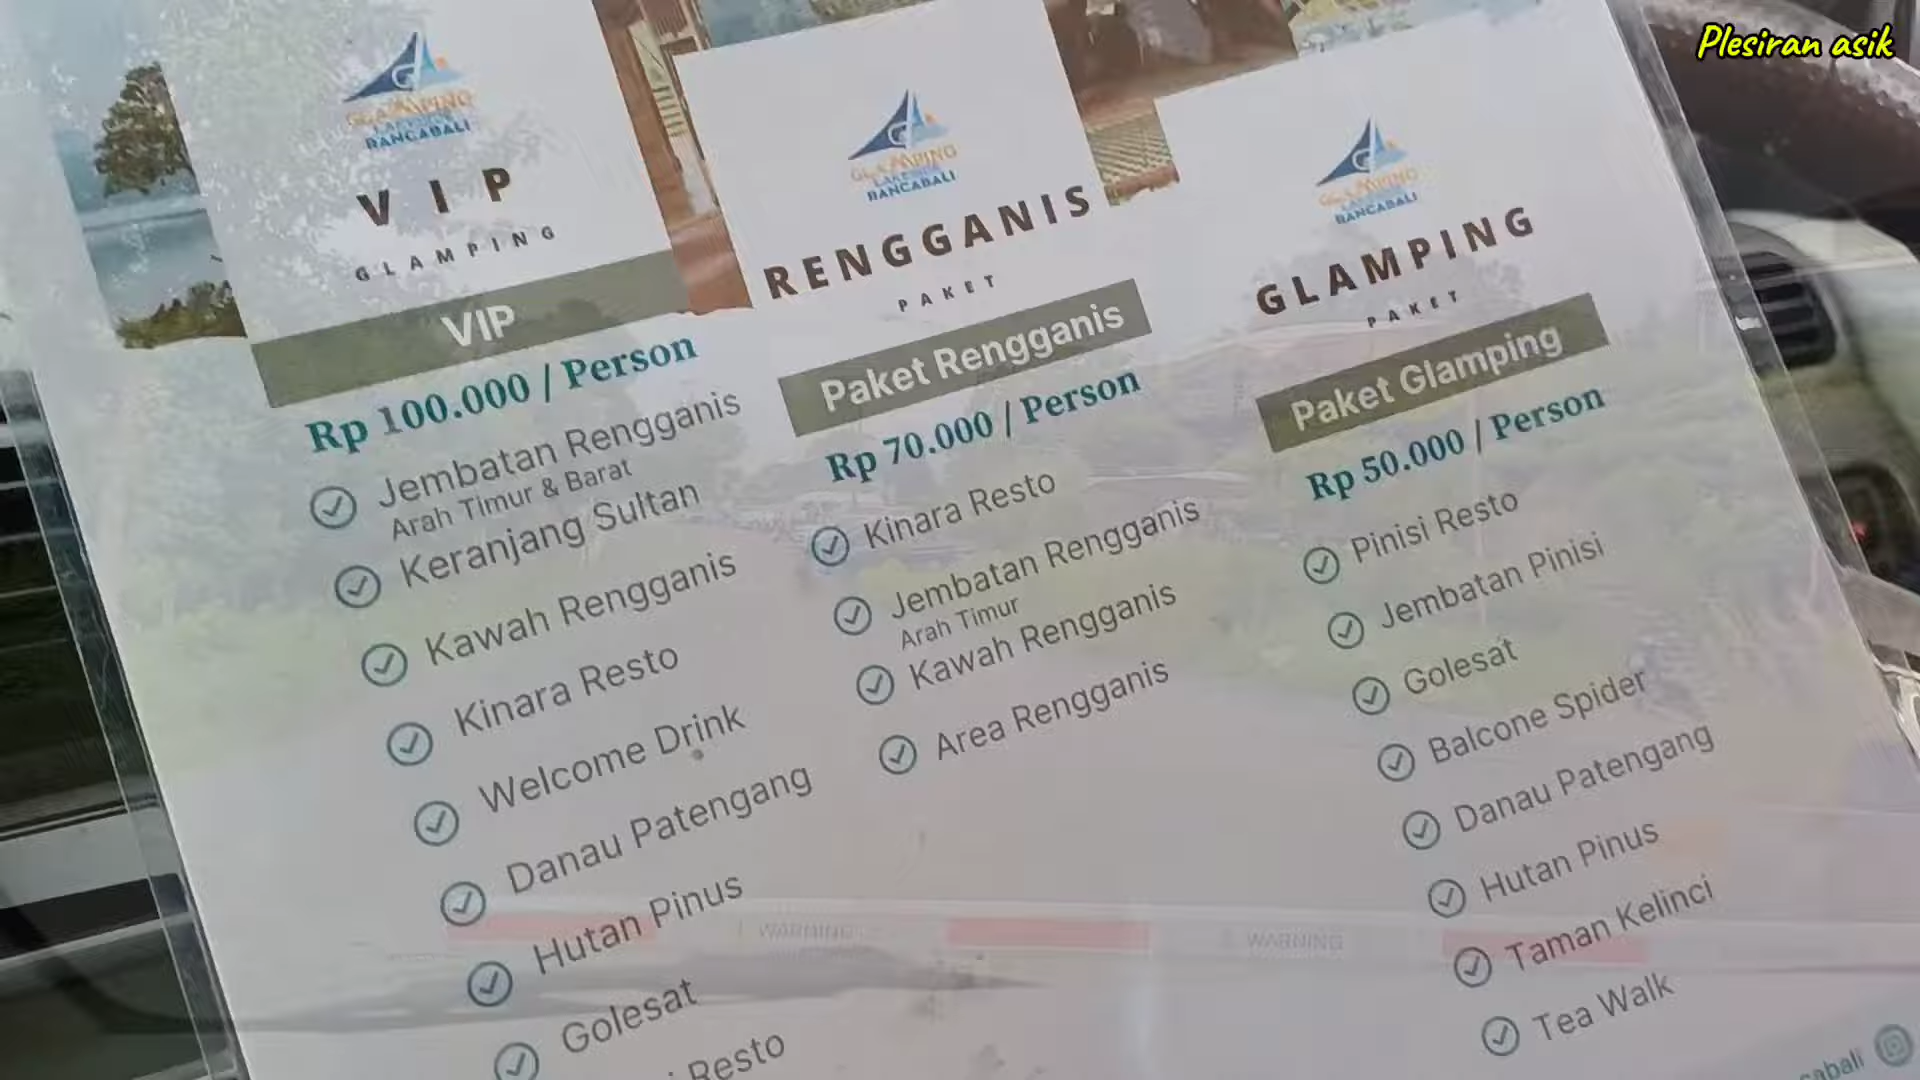 Plesiran asik
GLAMPING
LAKESIDE
RANCABALI
VIP
GLAMPING
VIP
Rp 100.000 / Person
Jembatan Rengganis
Arah Timur & Barat
Keranjang Sultan
Kawah Rengganis
Kinara Resto
Welcome Drink
Danau Patengang
Hutan Pinus
Golesat
Resto
GLAMPING
LAKESIDE
RANCABALI
RENGGANIS
PAKET
Paket Rengganis
Rp 70.000 / Person
Kinara Resto
Jembatan Rengganis
Arah Timur
Kawah Rengganis
Area Rengganis
GLAMPING
LAKESIDE
RANCABALI
GLAMPING
PAKET
Paket Glamping
Rp 50.000 / Person
Pinisi Resto
Jembatan Pinisi
Golesat
Balcone Spider
Danau Patengang
Hutan Pinus
Taman Kelinci
Tea Walk
WARNING
WARNING